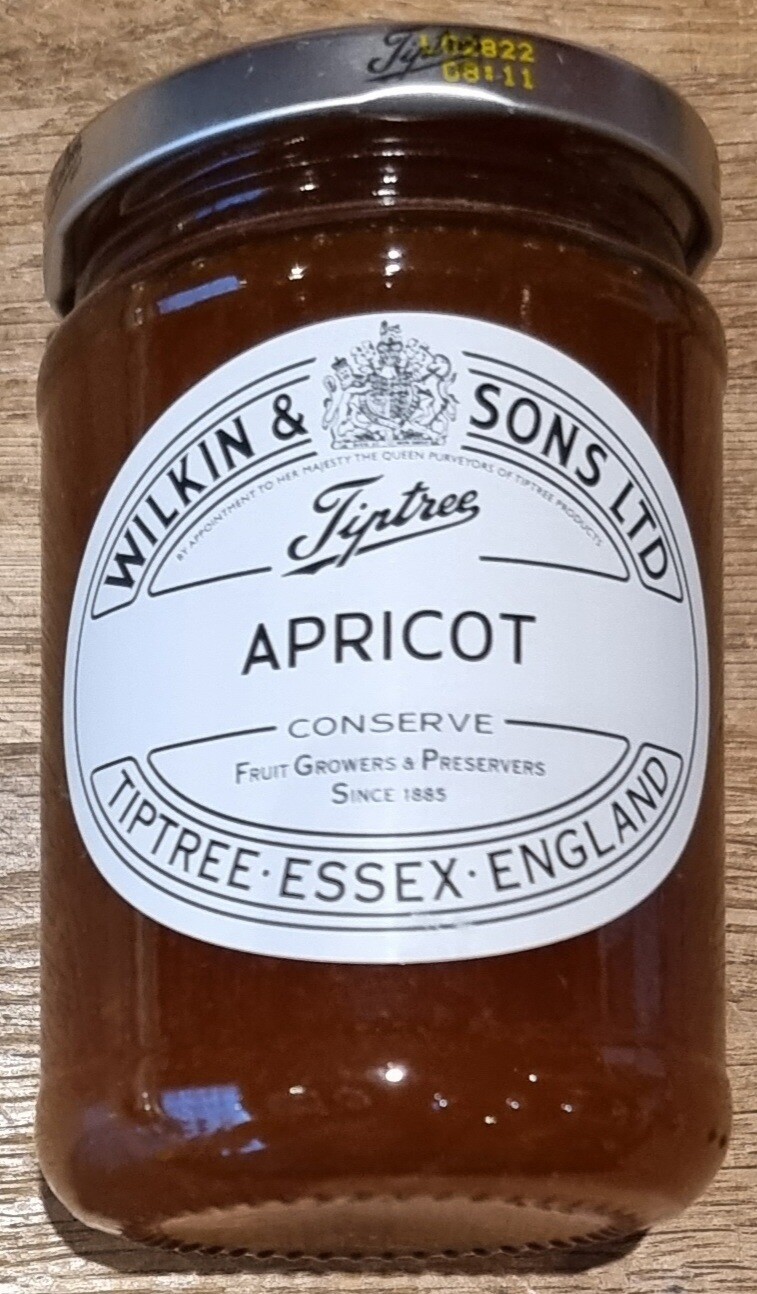 Tiptree
08:11
WILKIN & SONS LTD
BY APPOINTMENT TO HER MAJESTY THE QUEEN PURVEYORS OF TIPTREE PRODUCTS
Tiptree
APRICOT
CONSERVE
FRUIT GROWERS & PRESERVERS
SINCE 1885
TIPTREE · ESSEX · ENGLAND